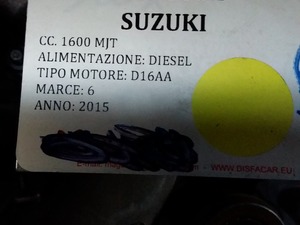 SUZUKI
CC. 1600 MJT
ALIMENTAZIONE: DIESEL
TIPO MOTORE: D16AA
MARCE: 6
ANNO: 2015
WWW.DISFACAR.EU